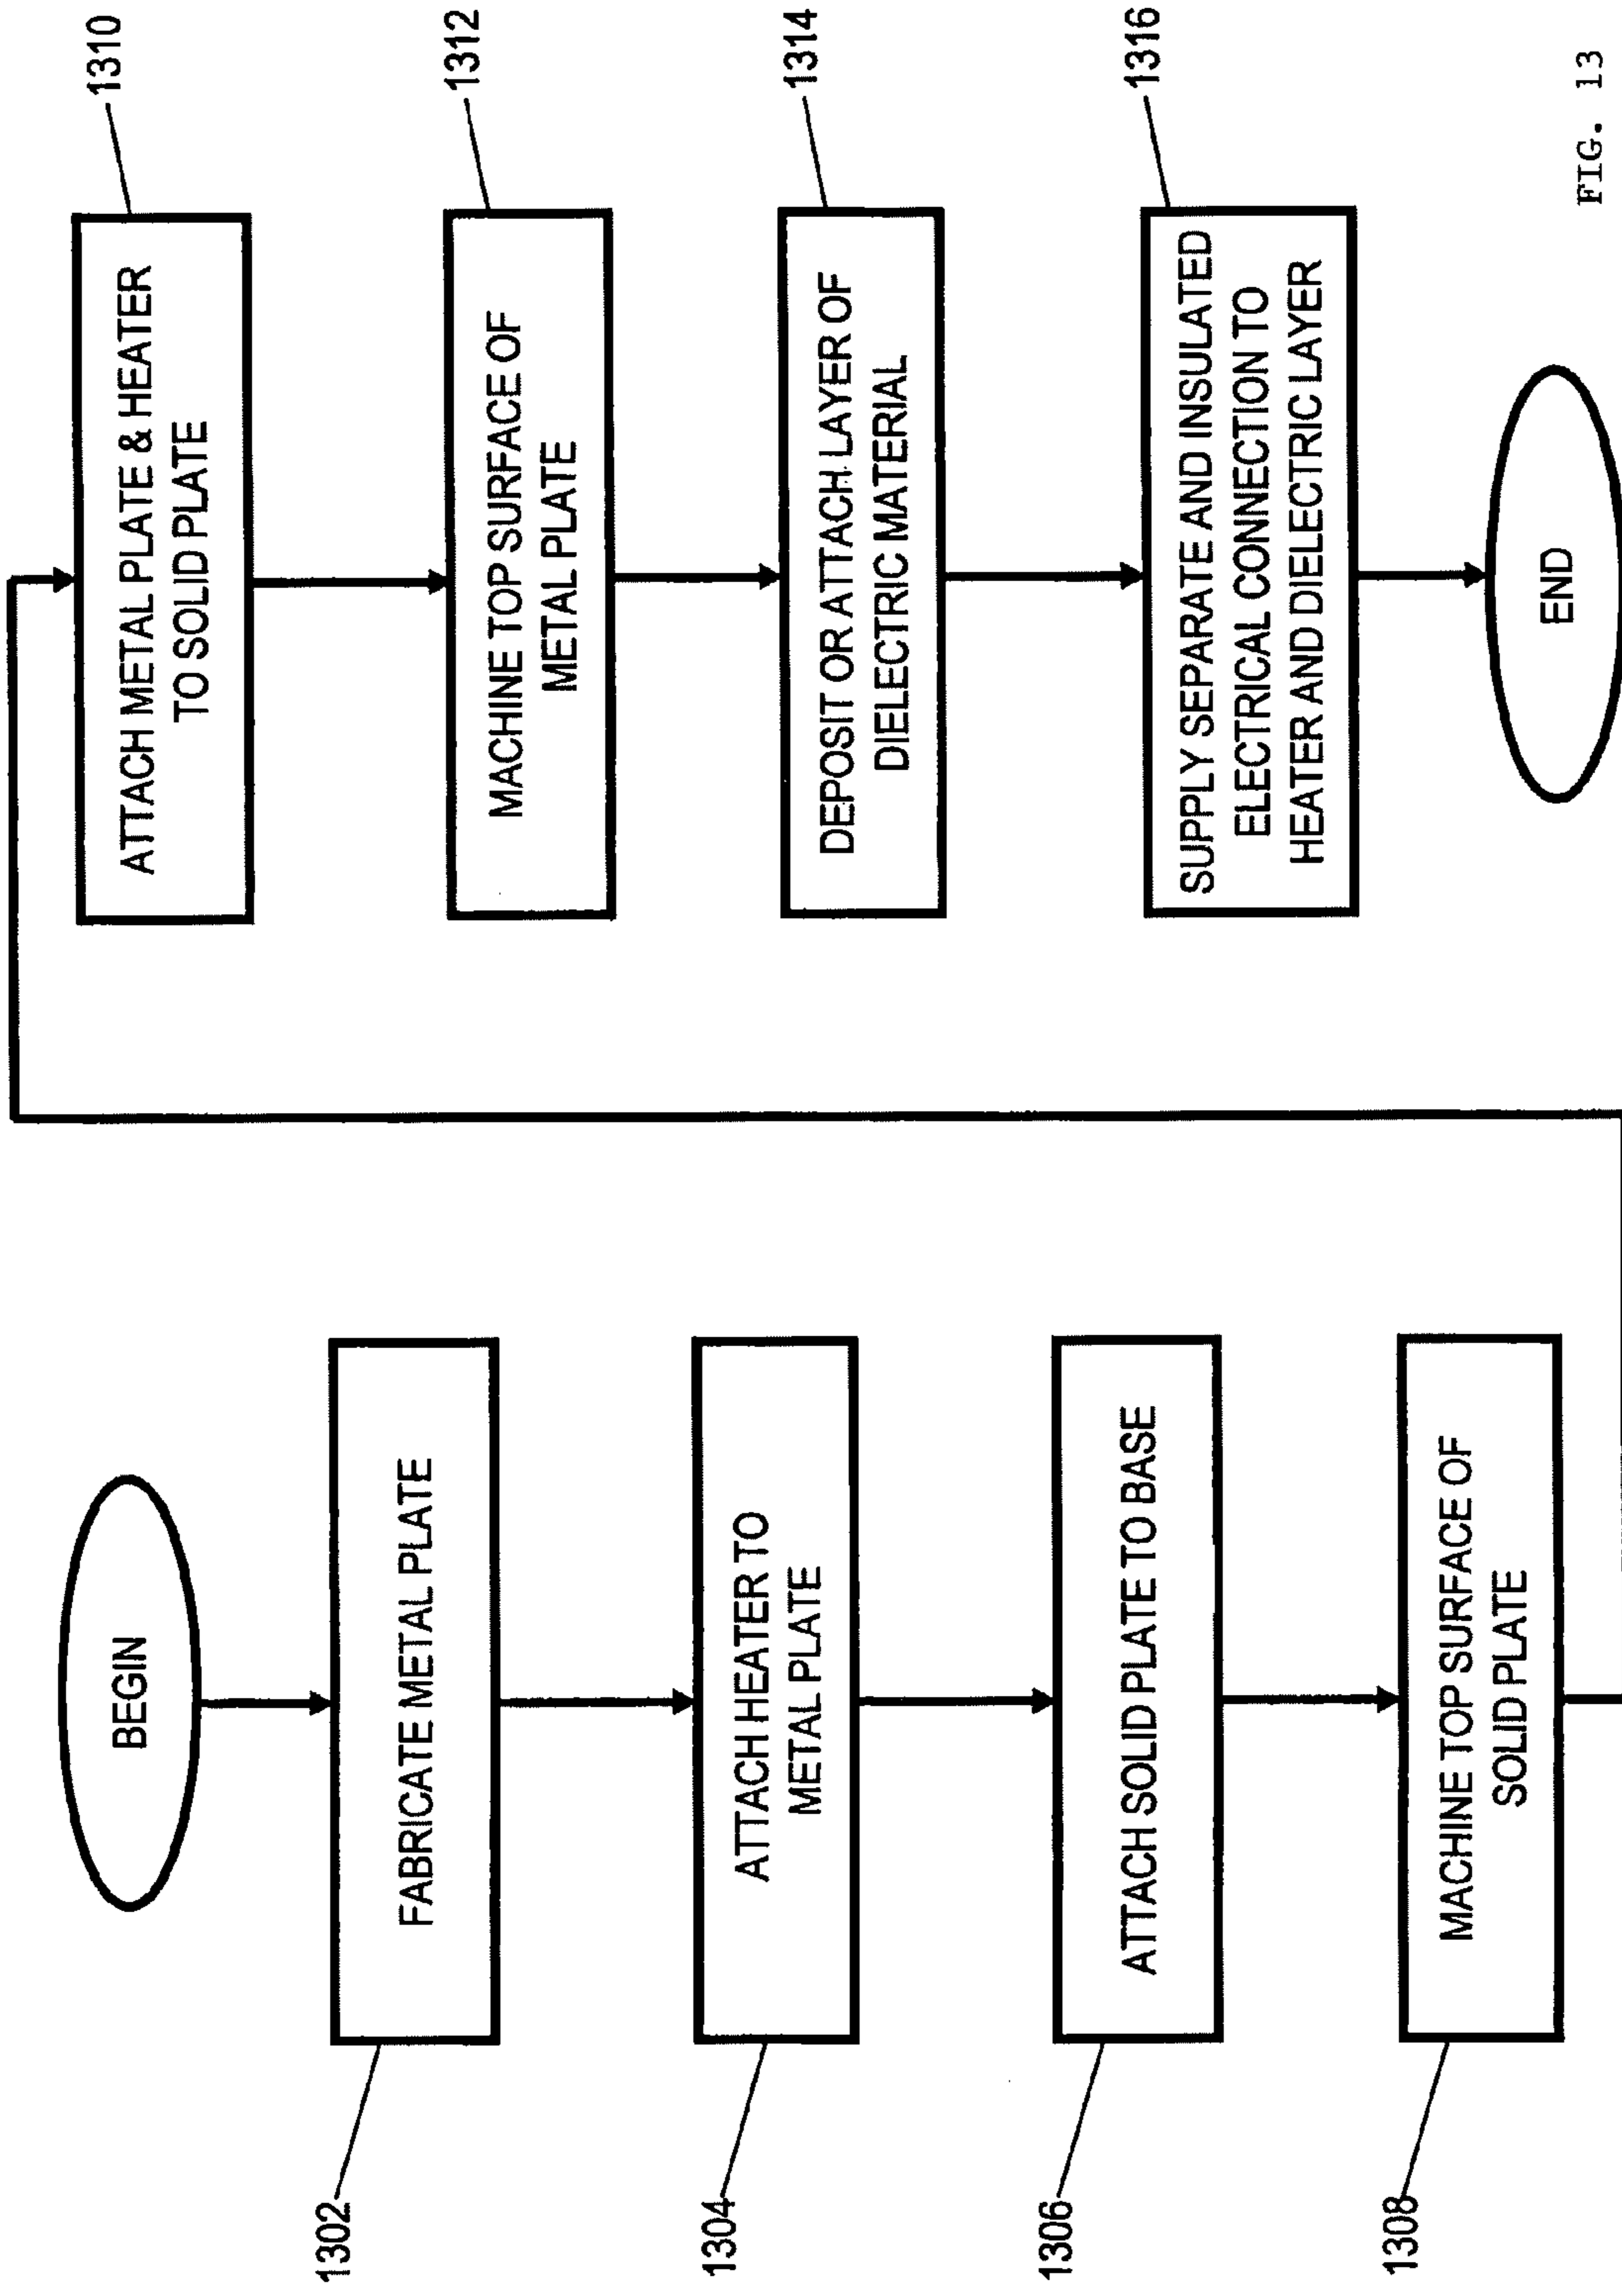 BEGIN
1302
FABRICATE METAL PLATE
1304
ATTACH HEATER TO
METAL PLATE
1306
ATTACH SOLID PLATE TO BASE
1308
MACHINE TOP SURFACE OF
SOLID PLATE
1310
ATTACH METAL PLATE & HEATER
TO SOLID PLATE
1312
MACHINE TOP SURFACE OF
METAL PLATE
1314
DEPOSIT OR ATTACH LAYER OF
DIELECTRIC MATERIAL
1316
SUPPLY SEPARATE AND INSULATED
ELECTRICAL CONNECTION TO
HEATER AND DIELECTRIC LAYER
END
FIG. 13